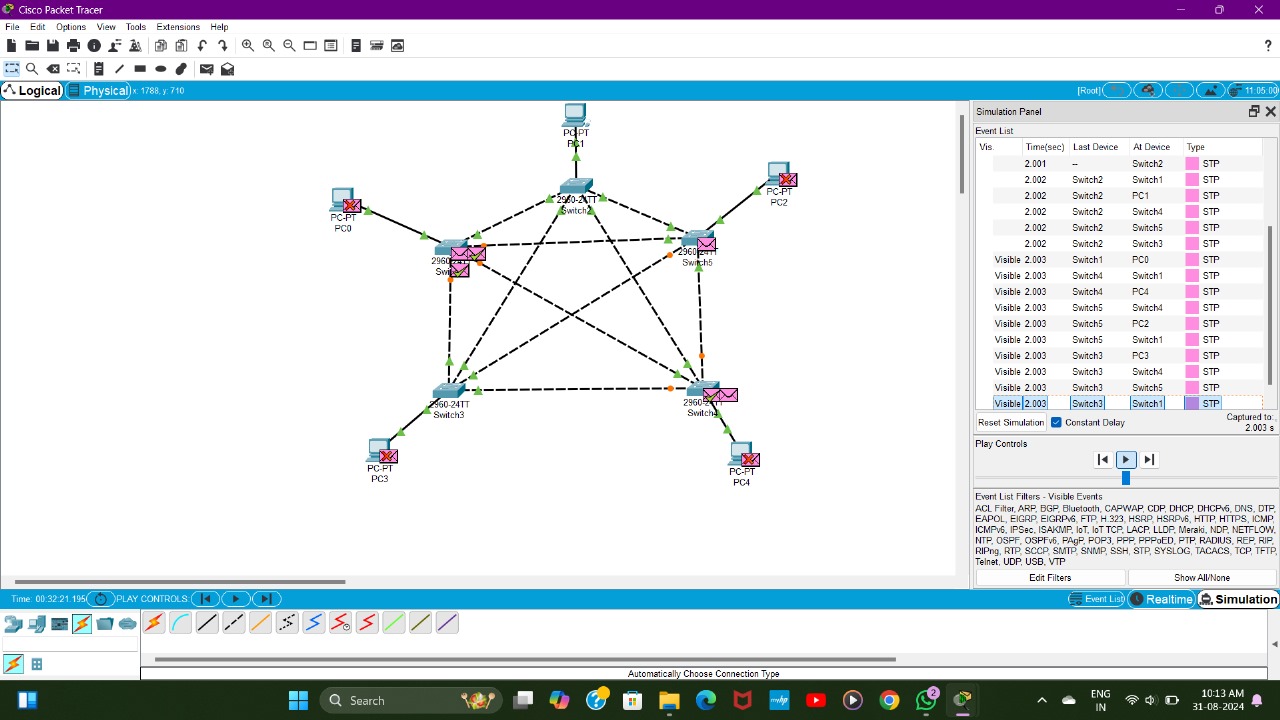 Cisco Packet Tracer
File Edit Options View Tools Extensions Help
?
Logical Physical x: 1788, y: 710 [Root] 11:05:00
Simulation Panel
Event List
Vis. Time(sec) Last Device At Device Type
2.001 -- Switch2 STP
2.002 Switch2 Switch1 STP
2.002 Switch2 PC1 STP
2.002 Switch2 Switch4 STP
2.002 Switch2 Switch5 STP
2.002 Switch2 Switch3 STP
Visible 2.003 Switch1 PC0 STP
Visible 2.003 Switch4 Switch1 STP
Visible 2.003 Switch4 PC4 STP
Visible 2.003 Switch5 Switch4 STP
Visible 2.003 Switch5 PC2 STP
Visible 2.003 Switch5 Switch1 STP
Visible 2.003 Switch3 PC3 STP
Visible 2.003 Switch3 Switch4 STP
Visible 2.003 Switch3 Switch5 STP
Visible 2.003 Switch3 Switch1 STP
Reset Simulation Constant Delay Captured to:
2.003 s
Play Controls
Event List Filters - Visible Events
ACL Filter, ARP, BGP, Bluetooth, CAPWAP, CDP, DHCP, DHCPv6, DNS, DTP,
EAPOL, EIGRP, EIGRPv6, FTP, H.323, HSRP, HSRPv6, HTTP, HTTPS, ICMP,
ICMPv6, IPSec, ISAKMP, IoT, IoT TCP, LACP, LLDP, Meraki, NDP, NETFLOW,
NTP, OSPF, OSPFv6, PAgP, POP3, PPP, PPPoED, PTP, RADIUS, REP, RIP,
RIPng, RTP, SCCP, SMTP, SNMP, SSH, STP, SYSLOG, TACACS, TCP, TFTP,
Telnet, UDP, USB, VTP
Edit Filters Show All/None
PC-PT
PC1
PC-PT
PC0
PC-PT
PC2
2960-24TT
Switch2
Switch5
2960-24TT
Switch3
PC-PT
PC3
PC-PT
PC4
Time: 00:32:21.195 PLAY CONTROLS: Event List Realtime Simulation
Automatically Choose Connection Type
Search
2
ENG
IN
10:13 AM
31-08-2024